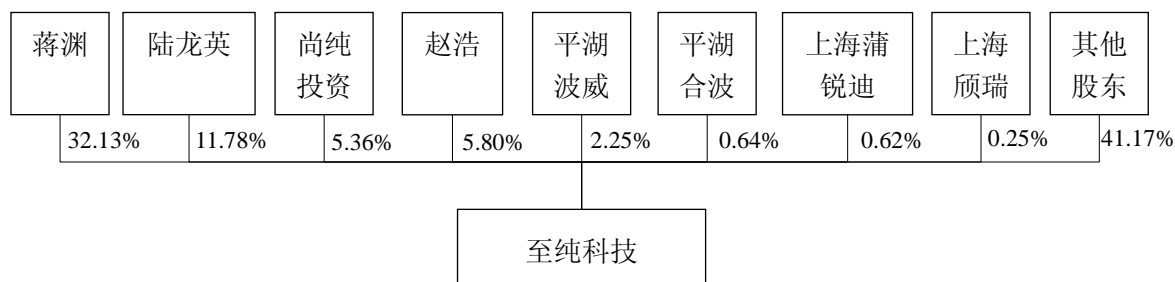 蒋渊
陆龙英
尚纯
投资
赵浩
平湖
波威
平湖
合波
上海蒲
锐迪
上海
颀瑞
其他
股东
32.13%
11.78%
5.36%
5.80%
2.25%
0.64%
0.62%
0.25%
41.17%
至纯科技